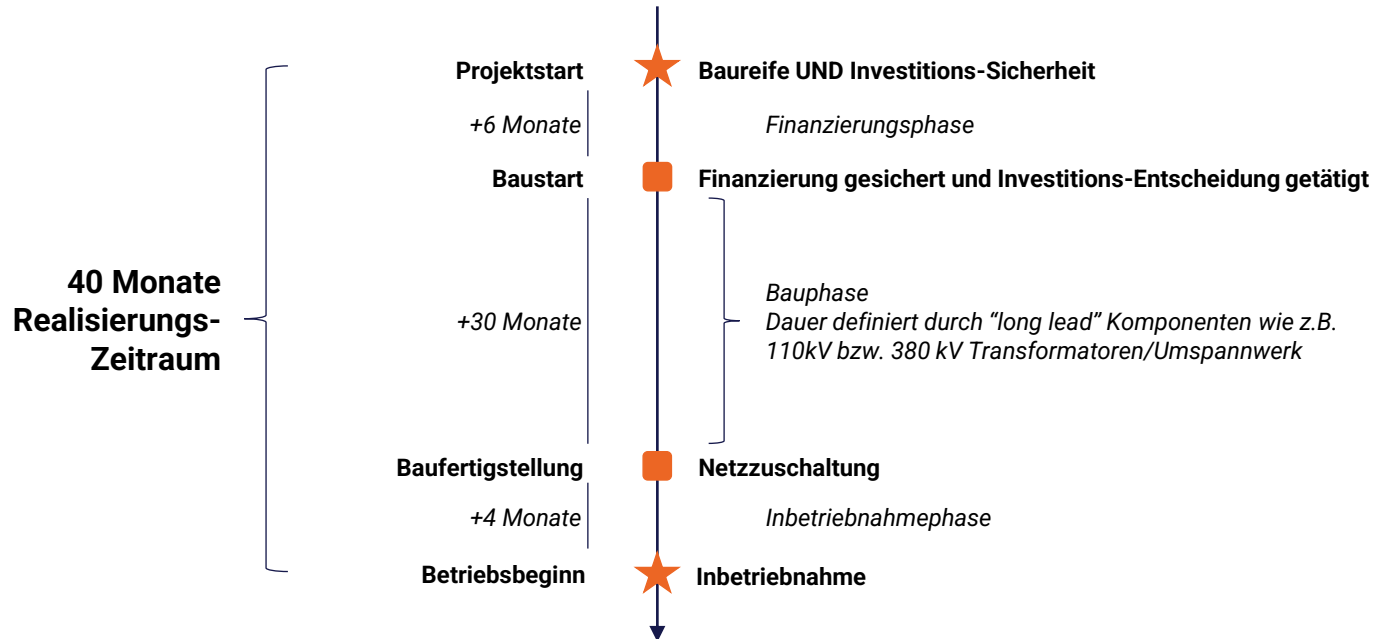 Projektstart
Baureife UND Investitions-Sicherheit
+6 Monate
Finanzierungsphase
Baustart
Finanzierung gesichert und Investitions-Entscheidung getätigt
40 Monate
Realisierungs-
Zeitraum
+30 Monate
Bauphase
Dauer definiert durch “long lead” Komponenten wie z.B.
110kV bzw. 380 kV Transformatoren/Umspannwerk
Baufertigstellung
Netzzuschaltung
+4 Monate
Inbetriebnahmephase
Betriebsbeginn
Inbetriebnahme